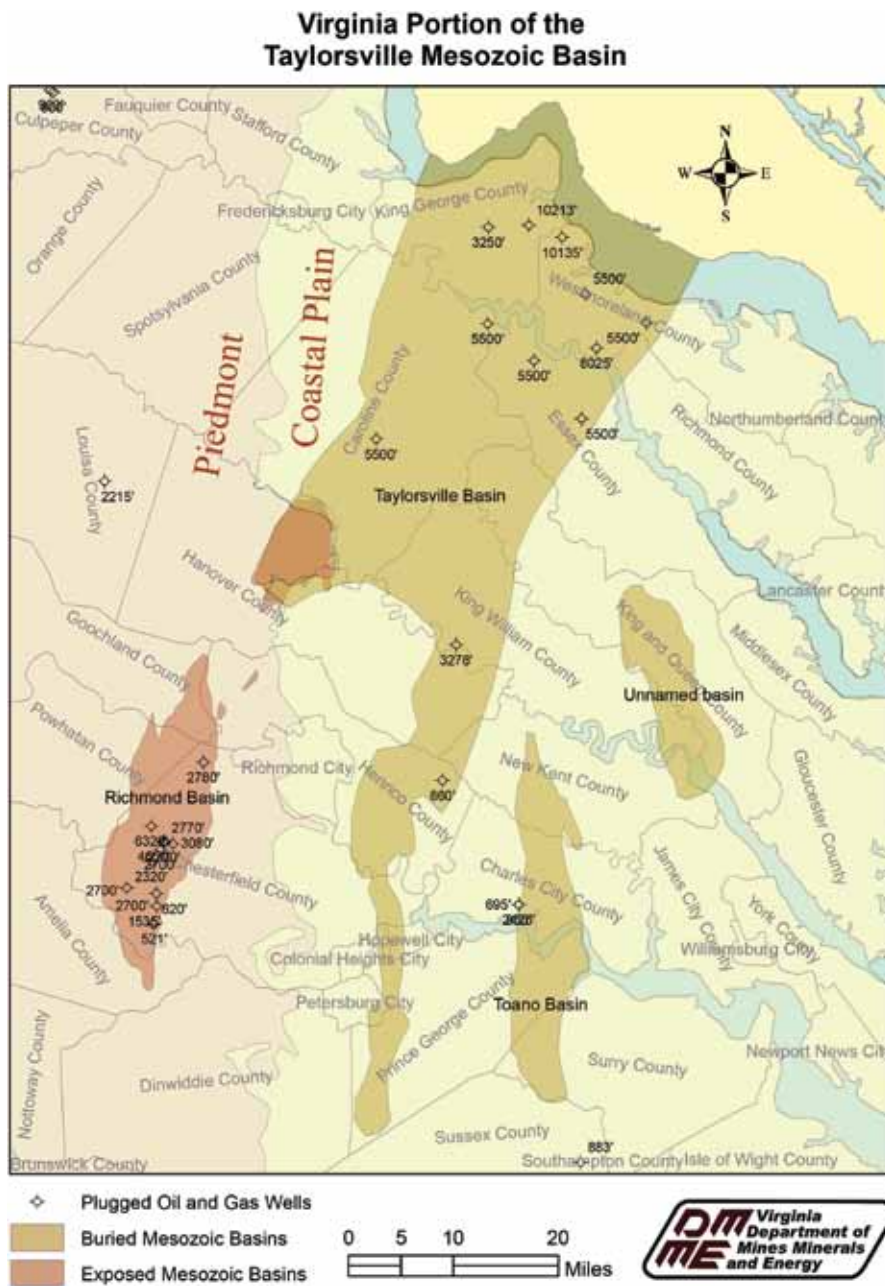 Virginia Portion of the
Taylorsville Mesozoic Basin
Fauquier County
Culpeper County
Stafford County
Orange County
Fredericksburg City
King George County
N
W
E
S
10213'
3250'
10135'
Spotsylvania County
5500'
Westmoreland County
5500'
5500'
6025'
5500'
Piedmont
Coastal Plain
Caroline County
Essex County
5500'
Richmond County
Northumberland County
5500'
Louisa County
2215'
Taylorsville Basin
Hanover County
Lancaster County
Goochland County
King William County
King and Queen County
Middlesex County
3278'
Unnamed basin
Powhatan County
Richmond City
2780'
Henrico County
New Kent County
Gloucester County
Richmond Basin
860'
2770'
3080'
2320'
Chesterfield County
Charles City County
James City County
York County
2700'
2700'
620'
695'
521'
Amelia County
Hopewell City
Colonial Heights City
Williamsburg City
Petersburg City
Prince George County
Toano Basin
Newport News City
Nottoway County
Dinwiddie County
Surry County
Sussex County
883'
Brunswick County
Southampton County
Isle of Wight County
Plugged Oil and Gas Wells
Buried Mesozoic Basins
Exposed Mesozoic Basins
0 5 10 20
Miles
DMME
Virginia
Department of
Mines Minerals
and Energy